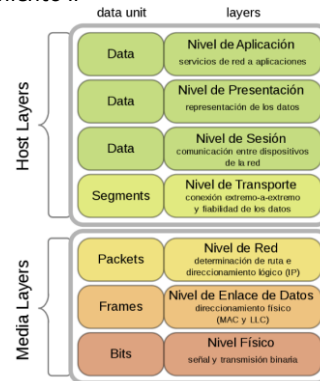 data unit layers
Host Layers
Data
Nivel de Aplicación
servicios de red a aplicaciones
Data
Nivel de Presentación
representación de los datos
Data
Nivel de Sesión
comunicación entre dispositivos
de la red
Segments
Nivel de Transporte
conexión extremo-a-extremo
y fiabilidad de los datos
Media Layers
Packets
Nivel de Red
determinación de ruta e
direccionamiento lógico (IP)
Frames
Nivel de Enlace de Datos
direccionamiento físico
(MAC y LLC)
Bits
Nivel Físico
señal y transmisión binaria